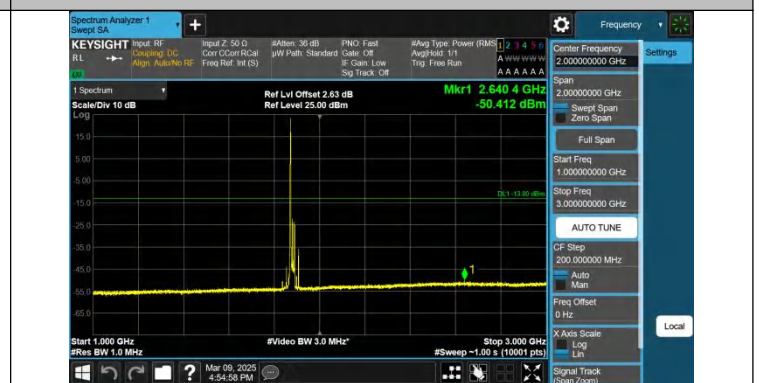 Spectrum Analyzer 1
Swept SA
+
Frequency
KEYSIGHT
RL
Input: RF
Coupling: DC
Align: Auto/No RF
Input Z: 50 Ω
Corr CCorr RCal
Freq Ref: Int (S)
#Atten: 36 dB
µW Path: Standard
PNO: Fast
Gate: Off
IF Gain: Low
Sig Track: Off
#Avg Type: Power (RMS
Avg|Hold: 1/1
Trig: Free Run
1 2 3 4 5 6
A W W W W W
A A A A A A
1 Spectrum
Scale/Div 10 dB
Log
Ref Lvl Offset 2.63 dB
Ref Level 25.00 dBm
Mkr1 2.640 4 GHz
-50.412 dBm
15.0
5.00
-5.00
-15.0
-25.0
-35.0
-45.0
-55.0
-65.0
DL1 -13.80 dBm
1
Start 1.000 GHz
#Res BW 1.0 MHz
#Video BW 3.0 MHz*
Stop 3.000 GHz
#Sweep ~1.00 s (10001 pts)
Mar 09, 2025
4:54:58 PM
Center Frequency
2.000000000 GHz
Settings
Span
2.00000000 GHz
Swept Span
Zero Span
Full Span
Start Freq
1.000000000 GHz
Stop Freq
3.000000000 GHz
AUTO TUNE
CF Step
200.000000 MHz
Auto
Man
Freq Offset
0 Hz
X Axis Scale
Log
Lin
Local
Signal Track
(Span Zoom)